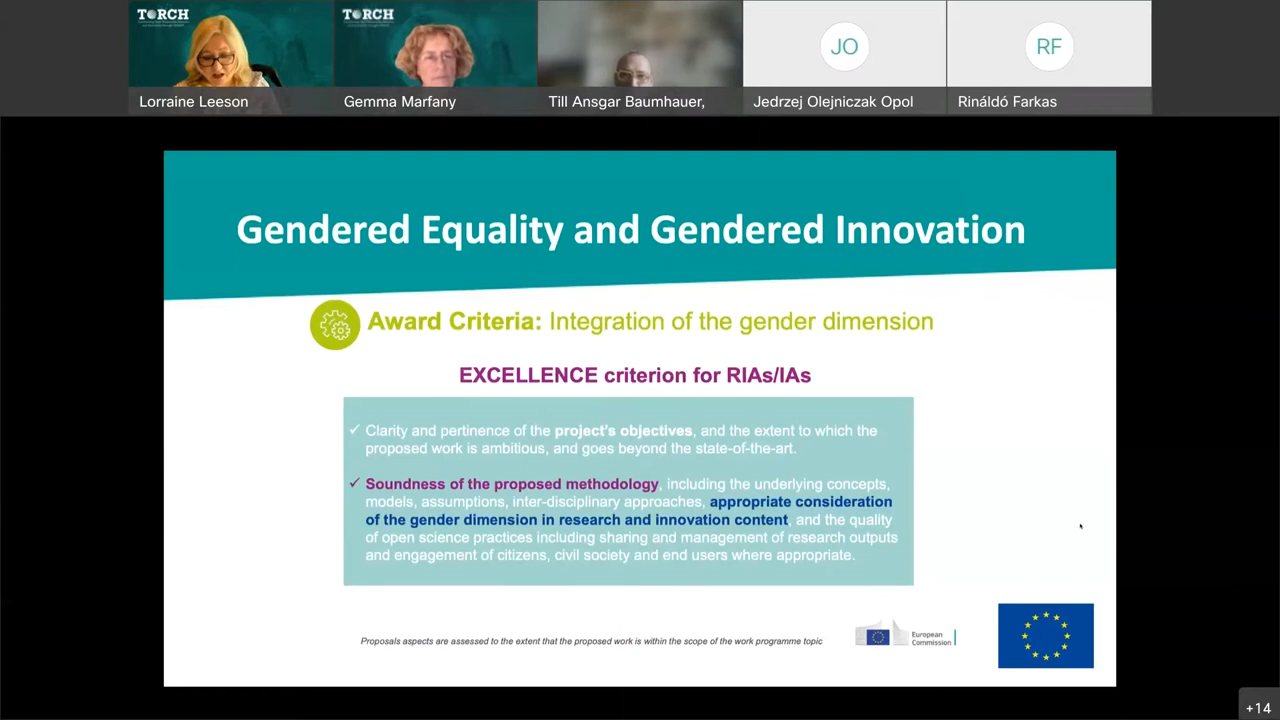 TORCH
TORCH
JO
RF
Lorraine Leeson
Gemma Marfany
Till Ansgar Baumhauer,
Jedrzej Olejniczak Opol
Rináldó Farkas
Gendered Equality and Gendered Innovation
Award Criteria: Integration of the gender dimension
EXCELLENCE criterion for RIAs/IAs
✓ Clarity and pertinence of the project's objectives, and the extent to which the
proposed work is ambitious, and goes beyond the state-of-the-art.
✓ Soundness of the proposed methodology, including the underlying concepts,
models, assumptions, inter-disciplinary approaches, appropriate consideration
of the gender dimension in research and innovation content, and the quality
of open science practices including sharing and management of research outputs
and engagement of citizens, civil society and end users where appropriate.
Proposals aspects are assessed to the extent that the proposed work is within the scope of the work programme topic
European
Commission
+14